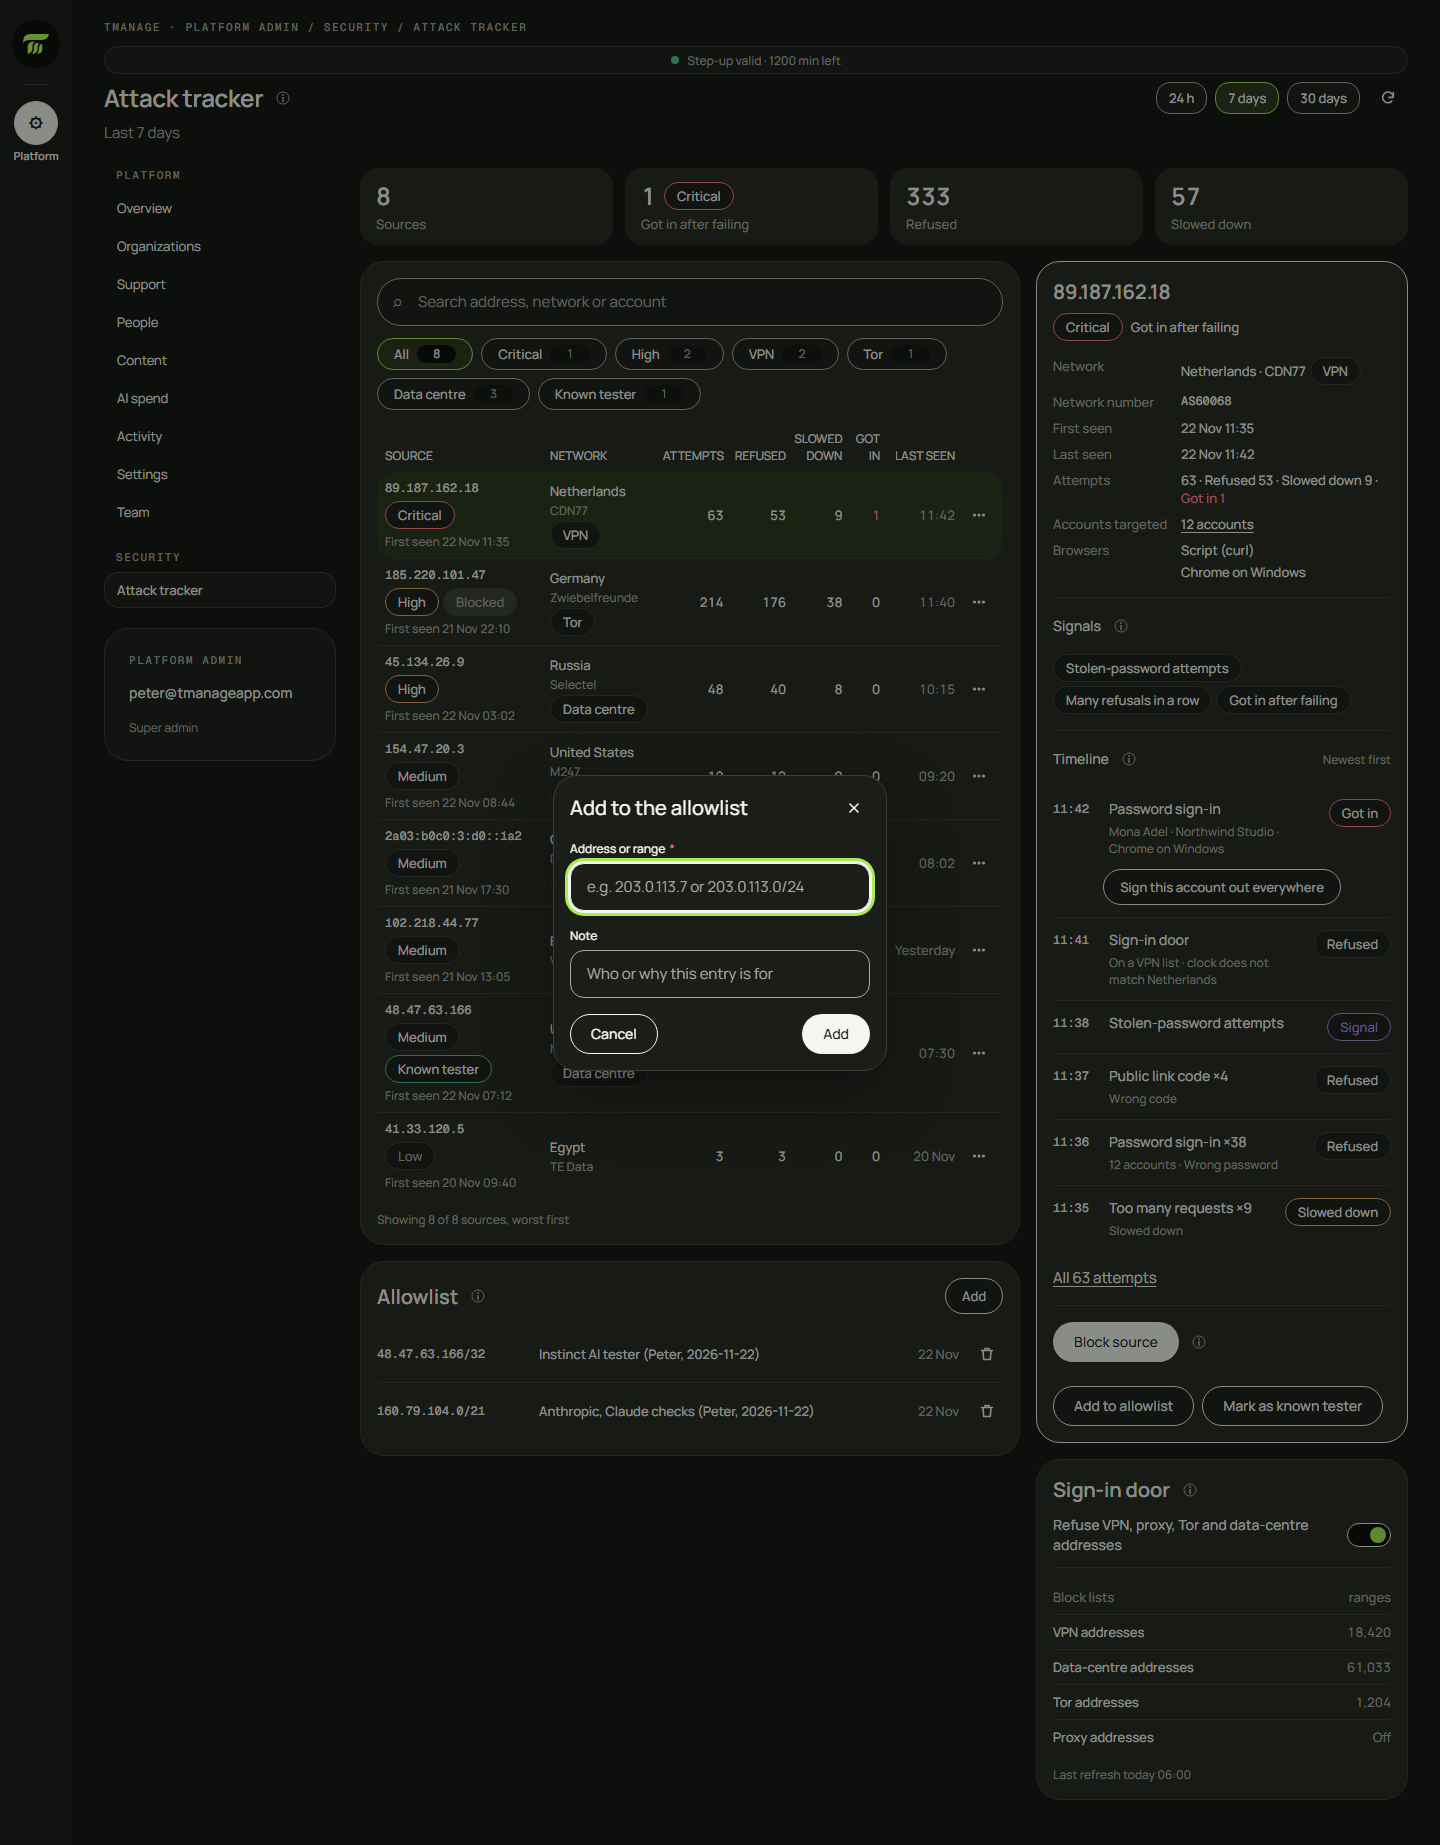 TMANAGE · PLATFORM ADMIN / SECURITY / ATTACK TRACKER
Step-up valid · 1200 min left
Attack tracker
24 h
7 days
30 days
Last 7 days
Platform
PLATFORM
Overview
Organizations
Support
People
Content
AI spend
Activity
Settings
Team
SECURITY
Attack tracker
PLATFORM ADMIN
peter@tmanageapp.com
Super admin
8
Sources
1 Critical
Got in after failing
333
Refused
57
Slowed down
Search address, network or account
All 8
Critical 1
High 2
VPN 2
Tor 1
Data centre 3
Known tester 1
SOURCE NETWORK ATTEMPTS REFUSED SLOWED DOWN GOT IN LAST SEEN
89.187.162.18
Critical
First seen 22 Nov 11:35
Netherlands
CDN77
VPN
63 53 9 1 11:42
185.220.101.47
High Blocked
First seen 21 Nov 22:10
Germany
Zwiebelfreunde
Tor
214 176 38 0 11:40
45.134.26.9
High
First seen 22 Nov 03:02
Russia
Selectel
Data centre
48 40 8 0 10:15
154.47.20.3
Medium
First seen 22 Nov 08:44
United States
M247
0 09:20
2a03:b0c0:3:d0::1a2
Medium
First seen 21 Nov 17:30
08:02
102.218.44.77
Medium
First seen 21 Nov 13:05
Yesterday
48.47.63.166
Medium
Known tester
First seen 22 Nov 07:12
Data centre
07:30
41.33.120.5
Low
First seen 20 Nov 09:40
Egypt
TE Data
3 3 0 0 20 Nov
Showing 8 of 8 sources, worst first
Add to the allowlist
Address or range *
e.g. 203.0.113.7 or 203.0.113.0/24
Note
Who or why this entry is for
Cancel
Add
Allowlist
Add
48.47.63.166/32 Instinct AI tester (Peter, 2026-11-22) 22 Nov
160.79.104.0/21 Anthropic, Claude checks (Peter, 2026-11-22) 22 Nov
89.187.162.18
Critical Got in after failing
Network Netherlands · CDN77 VPN
Network number AS60068
First seen 22 Nov 11:35
Last seen 22 Nov 11:42
Attempts 63 · Refused 53 · Slowed down 9 ·
Got in 1
Accounts targeted 12 accounts
Browsers Script (curl)
Chrome on Windows
Signals
Stolen-password attempts
Many refusals in a row
Got in after failing
Timeline
Newest first
11:42 Password sign-in Got in
Mona Adel · Northwind Studio ·
Chrome on Windows
Sign this account out everywhere
11:41 Sign-in door Refused
On a VPN list · clock does not
match Netherlands
11:38 Stolen-password attempts Signal
11:37 Public link code ×4 Refused
Wrong code
11:36 Password sign-in ×38 Refused
12 accounts · Wrong password
11:35 Too many requests ×9 Slowed down
Slowed down
All 63 attempts
Block source
Add to allowlist
Mark as known tester
Sign-in door
Refuse VPN, proxy, Tor and data-centre
addresses
Block lists ranges
VPN addresses 18,420
Data-centre addresses 61,033
Tor addresses 1,204
Proxy addresses Off
Last refresh today 06:00